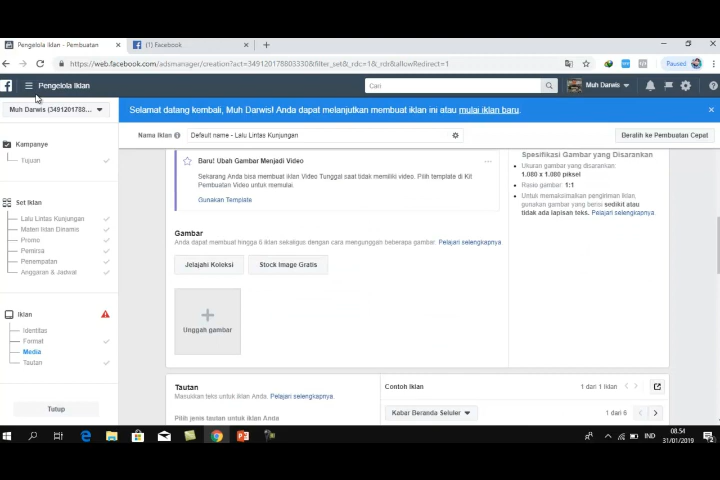 Pengelola Iklan - Pembuatan
(1) Facebook
https://web.facebook.com/adsmanager/creation?act=349120178803330&filter_set&_rdc=1&_rdr&allowRedirect=1
Paused
Pengelola Iklan
Cari
Muh Darwis
Muh Darwis (3491201788...
Selamat datang kembali, Muh Darwis! Anda dapat melanjutkan membuat iklan ini atau mulai iklan baru.
Nama Iklan
Default name - Lalu Lintas Kunjungan
Beralih ke Pembuatan Cepat
Kampanye
Tujuan
Set Iklan
Lalu Lintas Kunjungan
Materi Iklan Dinamis
Promo
Pemirsa
Penempatan
Anggaran & Jadwal
Iklan
Identitas
Format
Media
Tautan
Tutup
Baru! Ubah Gambar Menjadi Video
Sekarang Anda bisa membuat iklan Video Tunggal saat tidak memiliki video. Pilih template di Kit
Pembuatan Video untuk memulai.
Gunakan Template
Gambar
Anda dapat membuat hingga 6 iklan sekaligus dengan cara mengunggah beberapa gambar. Pelajari selengkapnya
Jelajahi Koleksi
Stock Image Gratis
Unggah gambar
Spesifikasi Gambar yang Disarankan
Ukuran gambar yang disarankan:
1.080 x 1.080 piksel
Rasio gambar: 1:1
Untuk memaksimalkan pengiriman iklan,
gunakan gambar yang berisi sedikit atau
tidak ada lapisan teks. Pelajari selengkapnya
Tautan
Masukkan teks untuk iklan Anda. Pelajari selengkapnya
Pilih jenis tautan untuk iklan Anda
Contoh Iklan
1 dari 1 Iklan
Kabar Beranda Seluler
1 dari 6
IND
08.54
31/01/2019